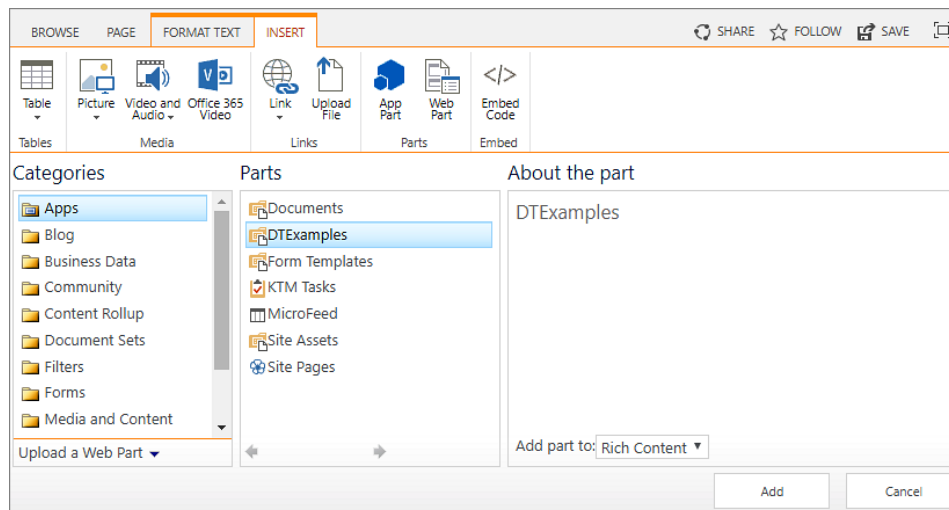 BROWSE PAGE FORMAT TEXT INSERT SHARE FOLLOW SAVE
Table Picture Video and Audio Office 365 Video Link Upload File App Part Web Part Embed Code
Tables Media Links Parts Embed
Categories
Apps
Blog
Business Data
Community
Content Rollup
Document Sets
Filters
Forms
Media and Content
Upload a Web Part
Parts
Documents
DTExamples
Form Templates
KTM Tasks
MicroFeed
Site Assets
Site Pages
About the part
DTExamples
Add part to: Rich Content
Add Cancel